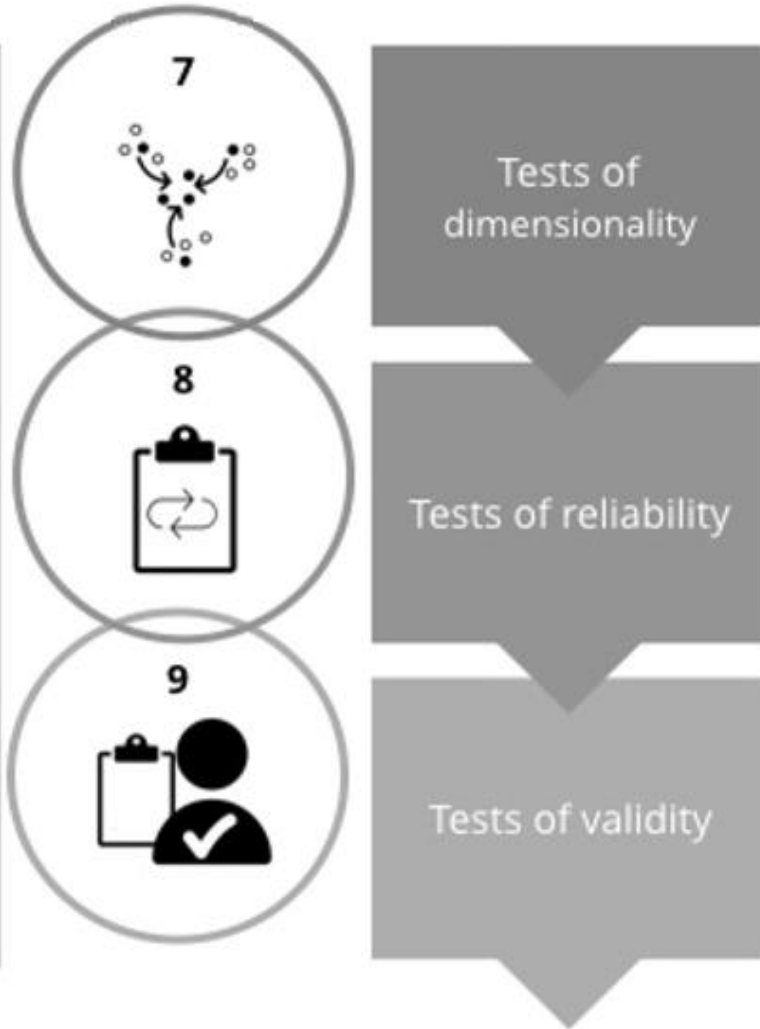 7
Tests of
dimensionality
8
Tests of reliability
9
Tests of validity